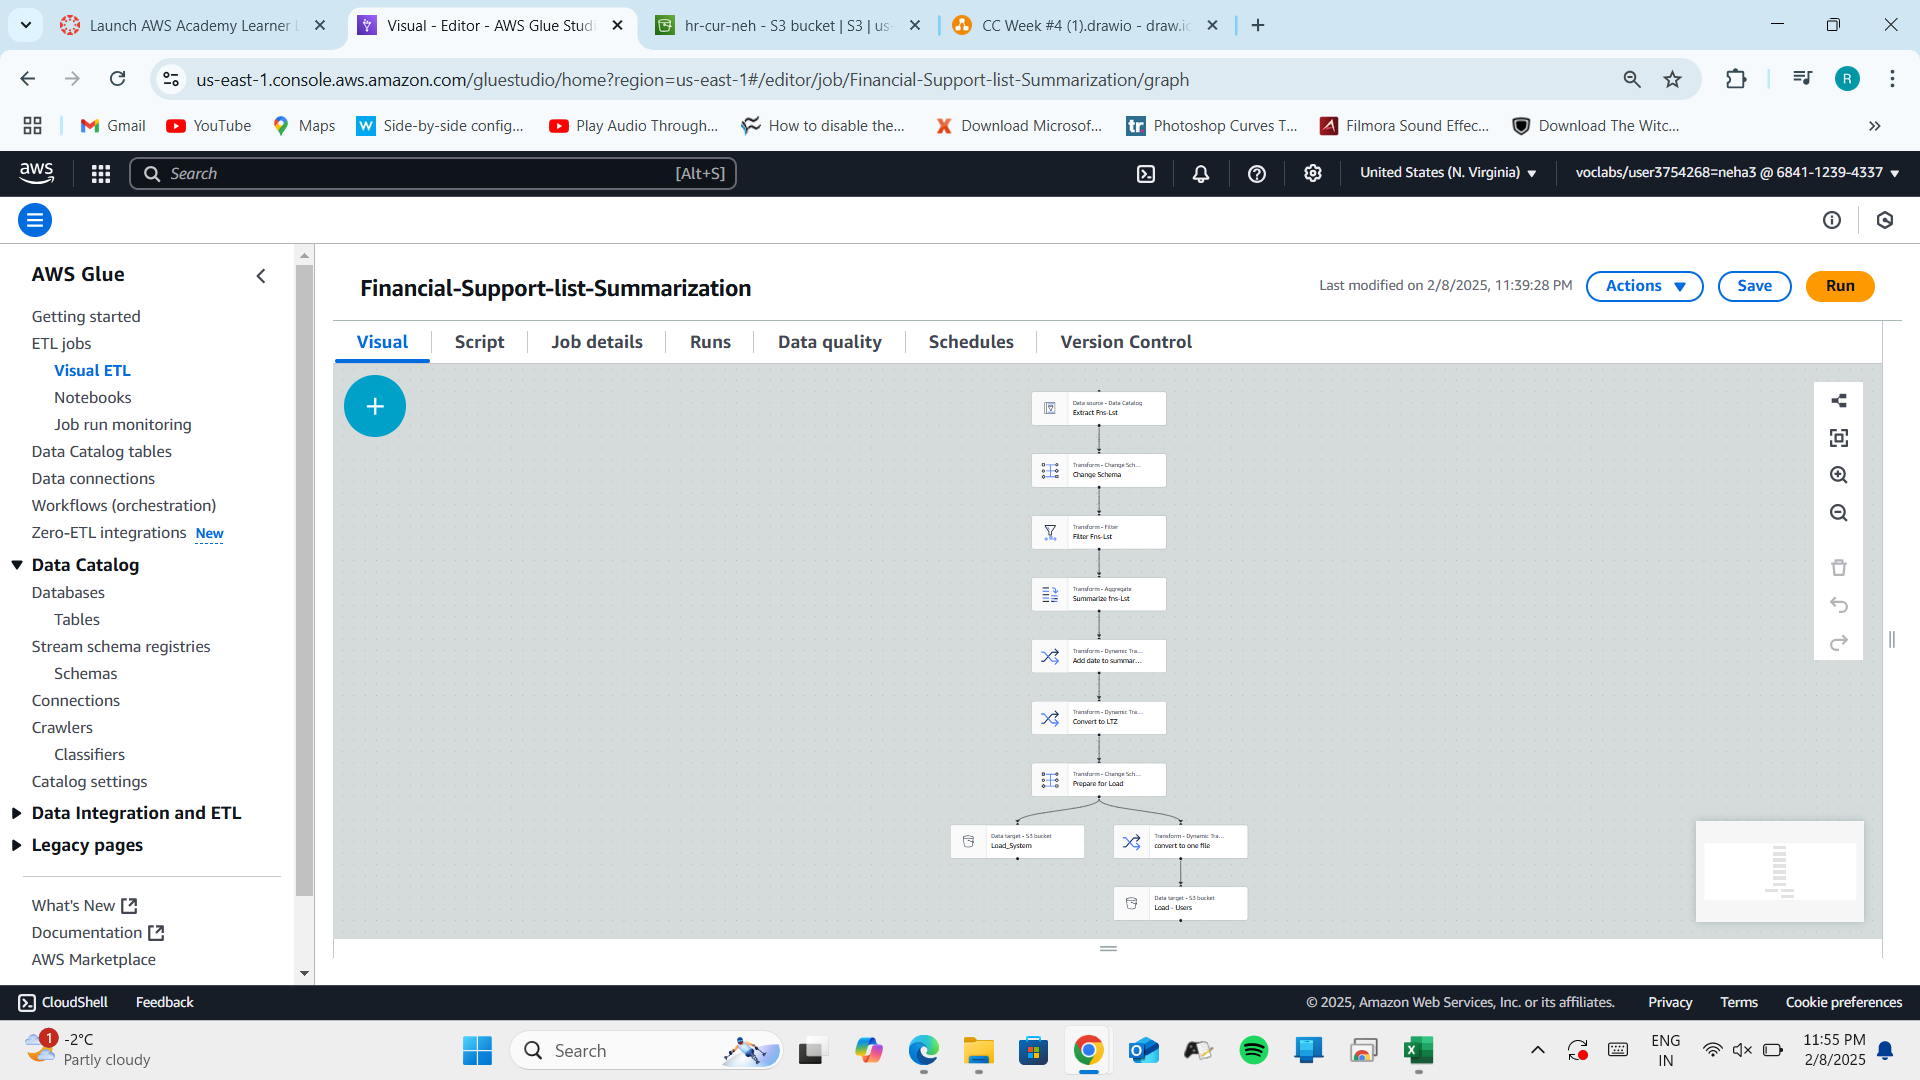 Launch AWS Academy Learner L
Visual - Editor - AWS Glue Studi
hr-cur-neh - S3 bucket | S3 | us-
CC Week #4 (1).drawio - draw.io
us-east-1.console.aws.amazon.com/gluestudio/home?region=us-east-1#/editor/job/Financial-Support-list-Summarization/graph
R
Gmail
YouTube
Maps
Side-by-side config...
Play Audio Through...
How to disable the...
Download Microsof...
Photoshop Curves T...
Filmora Sound Effec...
Download The Witc...
aws
Search
[Alt+S]
United States (N. Virginia)
voclabs/user3754268=neha3 @ 6841-1239-4337
AWS Glue
Getting started
ETL jobs
Visual ETL
Notebooks
Job run monitoring
Data Catalog tables
Data connections
Workflows (orchestration)
Zero-ETL integrations New
Data Catalog
Databases
Tables
Stream schema registries
Schemas
Connections
Crawlers
Classifiers
Catalog settings
Data Integration and ETL
Legacy pages
What's New
Documentation
AWS Marketplace
Financial-Support-list-Summarization
Last modified on 2/8/2025, 11:39:28 PM
Actions
Save
Run
Visual
Script
Job details
Runs
Data quality
Schedules
Version Control
Data source - Data Catalog
Extract Fns-Lst
Transform - Change Sch...
Change Schema
Transform - Filter
Filter Fns-Lst
Transform - Aggregate
Summarize fns-Lst
Transform - Dynamic Tra...
Add date to summar...
Transform - Dynamic Tra...
Convert to LTZ
Transform - Change Sch...
Prepare for Load
Data target - S3 bucket
Load_System
Transform - Dynamic Tra...
convert to one file
Data target - S3 bucket
Load - Users
CloudShell
Feedback
© 2025, Amazon Web Services, Inc. or its affiliates.
Privacy
Terms
Cookie preferences
1
-2°C
Partly cloudy
Search
ENG
IN
11:55 PM
2/8/2025